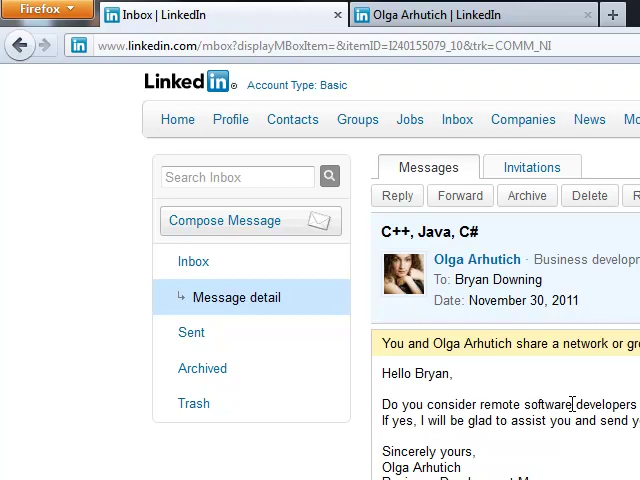 Firefox
Inbox | LinkedIn
Olga Arhutich | LinkedIn
www.linkedin.com/mbox?displayMBoxItem=&itemID=I240155079_10&trk=COMM_NI
LinkedIn Account Type: Basic
Home Profile Contacts Groups Jobs Inbox Companies News Mo
Search Inbox
Compose Message
Inbox
Message detail
Sent
Archived
Trash
Messages Invitations
Reply Forward Archive Delete R
C++, Java, C#
Olga Arhutich · Business develop
To: Bryan Downing
Date: November 30, 2011
You and Olga Arhutich share a network or gr
Hello Bryan,
Do you consider remote software developers
If yes, I will be glad to assist you and send y
Sincerely yours,
Olga Arhutich